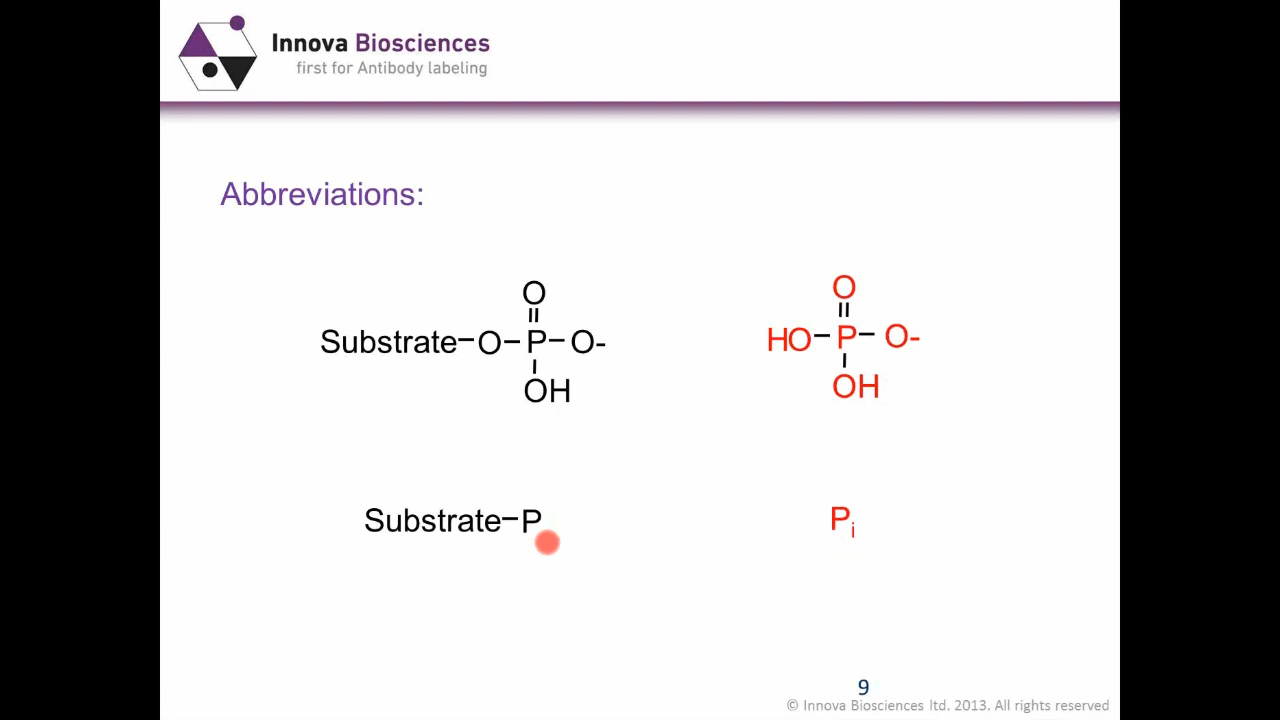 Innova Biosciences
first for Antibody labeling
Abbreviations:
O
Substrate–O–P–O-
OH
O
HO–P–O-
OH
Substrate–P
Pi
9
© Innova Biosciences ltd. 2013. All rights reserved